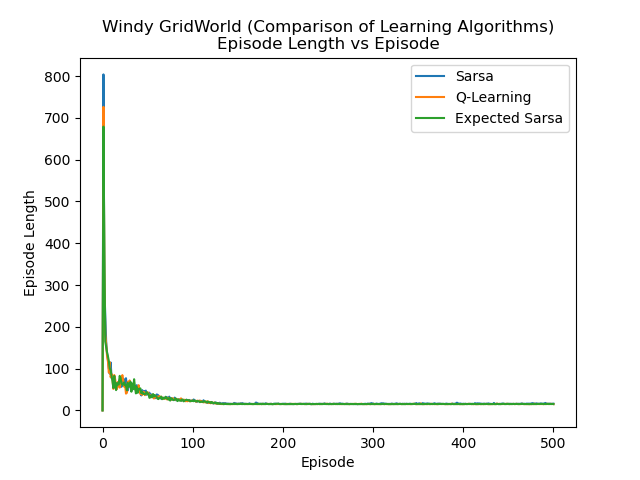 Windy GridWorld (Comparison of Learning Algorithms)
Episode Length vs Episode
Sarsa
Q-Learning
Expected Sarsa
Episode Length
800
700
600
500
400
300
200
100
0
0 100 200 300 400 500
Episode